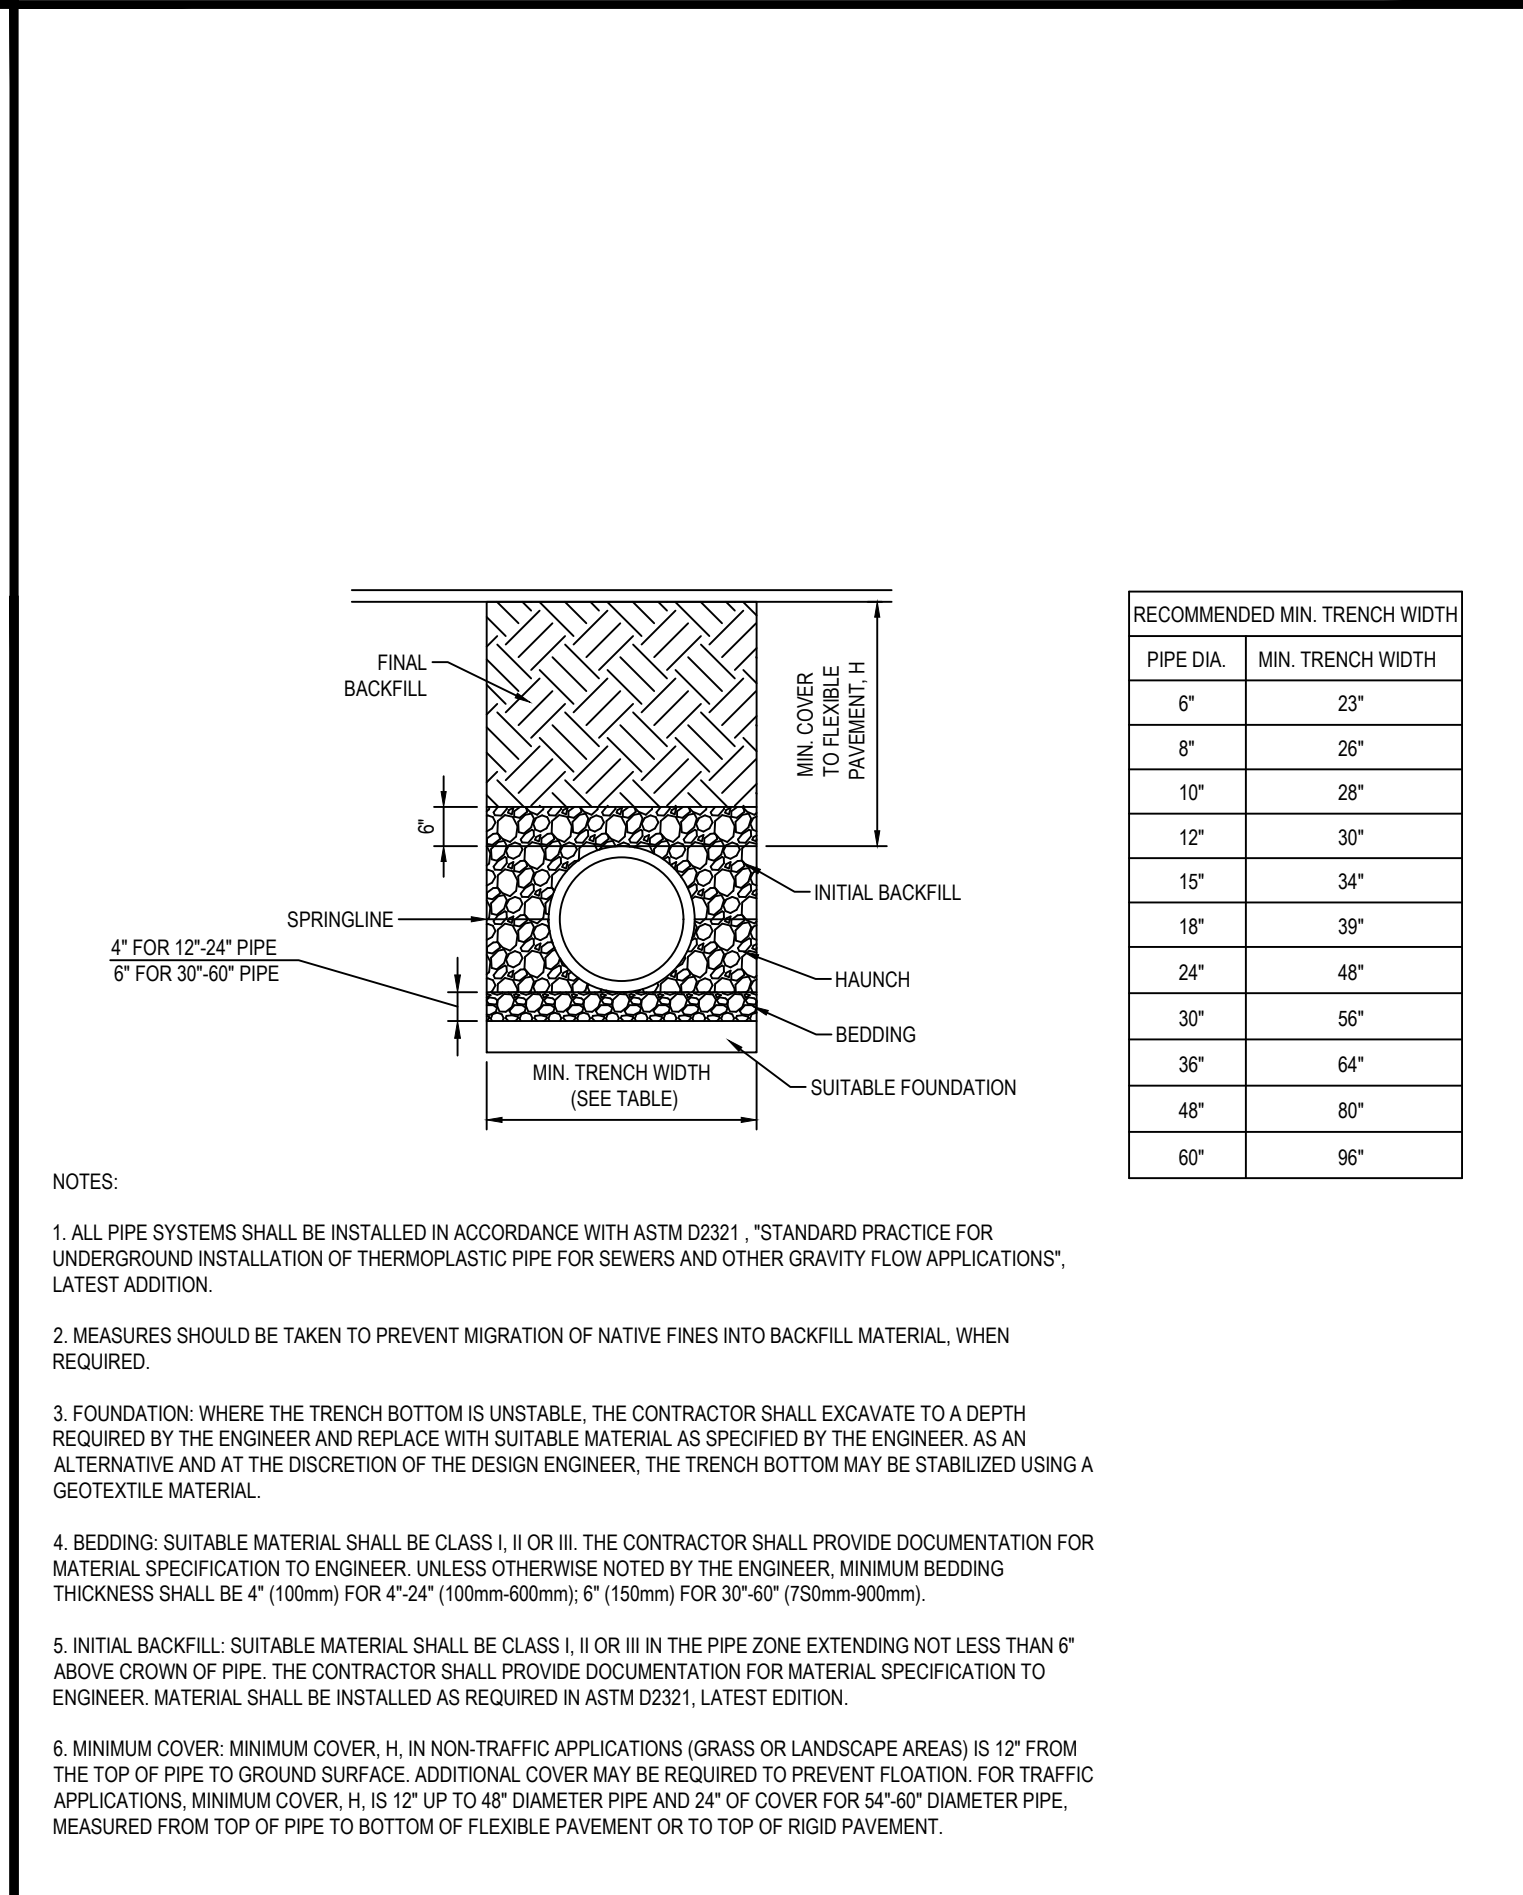 FINAL
BACKFILL
MIN. COVER
TO FLEXIBLE
PAVEMENT, H
6"
INITIAL BACKFILL
SPRINGLINE
4" FOR 12"-24" PIPE
6" FOR 30"-60" PIPE
HAUNCH
BEDDING
SUITABLE FOUNDATION
MIN. TRENCH WIDTH
(SEE TABLE)
RECOMMENDED MIN. TRENCH WIDTH
PIPE DIA. MIN. TRENCH WIDTH
6" 23"
8" 26"
10" 28"
12" 30"
15" 34"
18" 39"
24" 48"
30" 56"
36" 64"
48" 80"
60" 96"
NOTES:
1. ALL PIPE SYSTEMS SHALL BE INSTALLED IN ACCORDANCE WITH ASTM D2321 , "STANDARD PRACTICE FOR
UNDERGROUND INSTALLATION OF THERMOPLASTIC PIPE FOR SEWERS AND OTHER GRAVITY FLOW APPLICATIONS",
LATEST ADDITION.
2. MEASURES SHOULD BE TAKEN TO PREVENT MIGRATION OF NATIVE FINES INTO BACKFILL MATERIAL, WHEN
REQUIRED.
3. FOUNDATION: WHERE THE TRENCH BOTTOM IS UNSTABLE, THE CONTRACTOR SHALL EXCAVATE TO A DEPTH
REQUIRED BY THE ENGINEER AND REPLACE WITH SUITABLE MATERIAL AS SPECIFIED BY THE ENGINEER. AS AN
ALTERNATIVE AND AT THE DISCRETION OF THE DESIGN ENGINEER, THE TRENCH BOTTOM MAY BE STABILIZED USING A
GEOTEXTILE MATERIAL.
4. BEDDING: SUITABLE MATERIAL SHALL BE CLASS I, II OR III. THE CONTRACTOR SHALL PROVIDE DOCUMENTATION FOR
MATERIAL SPECIFICATION TO ENGINEER. UNLESS OTHERWISE NOTED BY THE ENGINEER, MINIMUM BEDDING
THICKNESS SHALL BE 4" (100mm) FOR 4"-24" (100mm-600mm); 6" (150mm) FOR 30"-60" (7S0mm-900mm).
5. INITIAL BACKFILL: SUITABLE MATERIAL SHALL BE CLASS I, II OR III IN THE PIPE ZONE EXTENDING NOT LESS THAN 6"
ABOVE CROWN OF PIPE. THE CONTRACTOR SHALL PROVIDE DOCUMENTATION FOR MATERIAL SPECIFICATION TO
ENGINEER. MATERIAL SHALL BE INSTALLED AS REQUIRED IN ASTM D2321, LATEST EDITION.
6. MINIMUM COVER: MINIMUM COVER, H, IN NON-TRAFFIC APPLICATIONS (GRASS OR LANDSCAPE AREAS) IS 12" FROM
THE TOP OF PIPE TO GROUND SURFACE. ADDITIONAL COVER MAY BE REQUIRED TO PREVENT FLOATION. FOR TRAFFIC
APPLICATIONS, MINIMUM COVER, H, IS 12" UP TO 48" DIAMETER PIPE AND 24" OF COVER FOR 54"-60" DIAMETER PIPE,
MEASURED FROM TOP OF PIPE TO BOTTOM OF FLEXIBLE PAVEMENT OR TO TOP OF RIGID PAVEMENT.